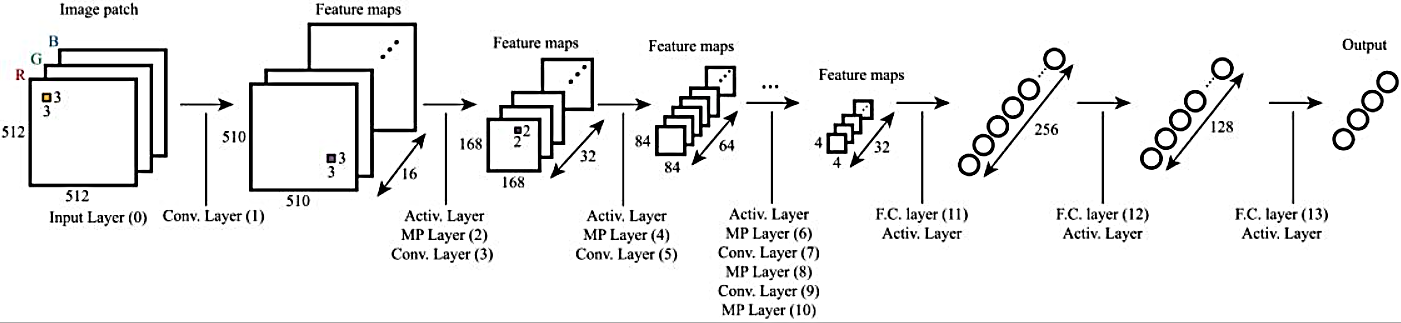 Image patch
Feature maps
Feature maps
Feature maps
Feature maps
Output
R
G
B
3
3
512
512
510
510
3
3
16
168
168
2
2
32
84
84
64
...
4
4
32
256
128
Input Layer (0)
Conv. Layer (1)
Activ. Layer
MP Layer (2)
Conv. Layer (3)
Activ. Layer
MP Layer (4)
Conv. Layer (5)
Activ. Layer
MP Layer (6)
Conv. Layer (7)
MP Layer (8)
Conv. Layer (9)
MP Layer (10)
F.C. layer (11)
Activ. Layer
F.C. layer (12)
Activ. Layer
F.C. layer (13)
Activ. Layer